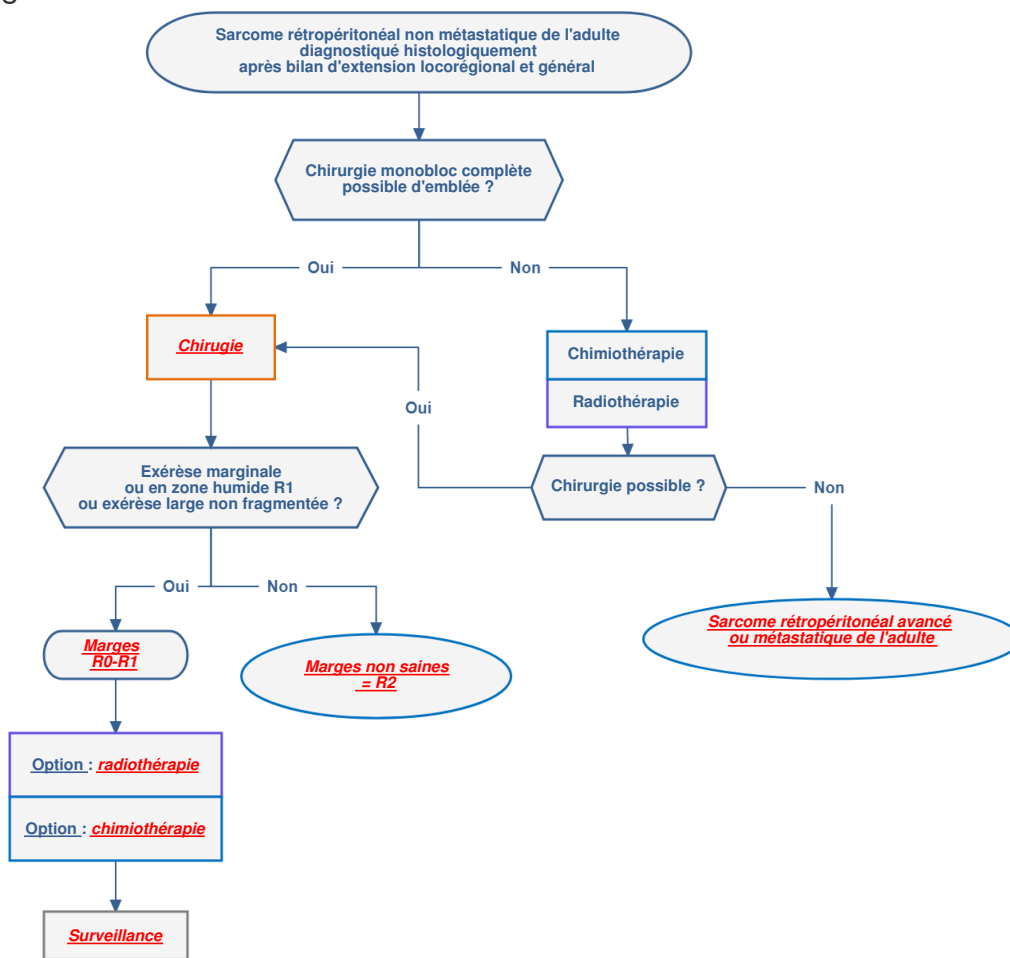 Sarcome rétropéritonéal non métastatique de l'adulte
diagnostiqué histologiquement
après bilan d'extension locorégional et général
Chirurgie monobloc complète
possible d'emblée ?
Oui
Non
Chirugie
Chimiothérapie
Radiothérapie
Oui
Exérèse marginale
ou en zone humide R1
ou exérèse large non fragmentée ?
Chirurgie possible ?
Non
Oui
Non
Marges
R0-R1
Marges non saines
= R2
Sarcome rétropéritonéal avancé
ou métastatique de l'adulte
Option : radiothérapie
Option : chimiothérapie
Surveillance